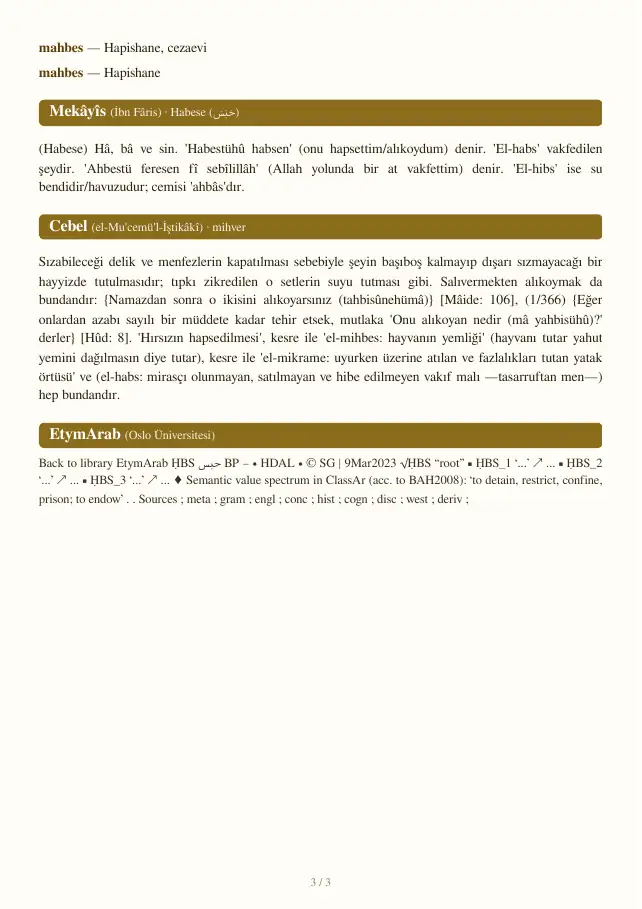 mahbes — Hapishane, cezaevi
mahbes — Hapishane
Mekâyîs (İbn Fâris) · Habese (حَبَسَ)
(Habese) Hâ, bâ ve sin. 'Habestühû habsen' (onu hapsettim/alıkoydum) denir. 'El-habs' vakfedilen
şeydir. 'Ahbestü feresen fî sebîlillâh' (Allah yolunda bir at vakfettim) denir. 'El-hibs' ise su
bendidir/havuzudur; cemisi 'ahbâs'dır.
Cebel (el-Mu'cemü'l-İştikâkî) · mihver
Sızabileceği delik ve menfezlerin kapatılması sebebiyle şeyin başıboş kalmayıp dışarı sızmayacağı bir
hayyizde tutulmasıdır; tıpkı zikredilen o setlerin suyu tutması gibi. Salıvermekten alıkoymak da
bundandır: {Namazdan sonra o ikisini alıkoyarsınız (tahbisûnehümâ)} [Mâide: 106], (1/366) {Eğer
onlardan azabı sayılı bir müddete kadar tehir etsek, mutlaka 'Onu alıkoyan nedir (mâ yahbisühû)?'
derler} [Hûd: 8]. 'Hırsızın hapsedilmesi', kesre ile 'el-mihbes: hayvanın yemliği' (hayvanı tutar yahut
yemini dağılmasın diye tutar), kesre ile 'el-mikrame: uyurken üzerine atılan ve fazlalıkları tutan yatak
örtüsü' ve (el-habs: mirasçı olunmayan, satılmayan ve hibe edilmeyen vakıf malı —tasarruftan men—)
hep bundandır.
EtymArab (Oslo Üniversitesi)
Back to library EtymArab ḤBS حبس BP – • HDAL • © SG | 9Mar2023 √ḤBS “root” ▪ ḤBS_1 ‘...’ ↗ ... ▪ ḤBS_2
‘...’ ↗ ... ▪ ḤBS_3 ‘...’ ↗ ... ♦ Semantic value spectrum in ClassAr (acc. to BAH2008): ‘to detain, restrict, confine,
prison; to endow’ . . Sources ; meta ; gram ; engl ; conc ; hist ; cogn ; disc ; west ; deriv ;
3 / 3